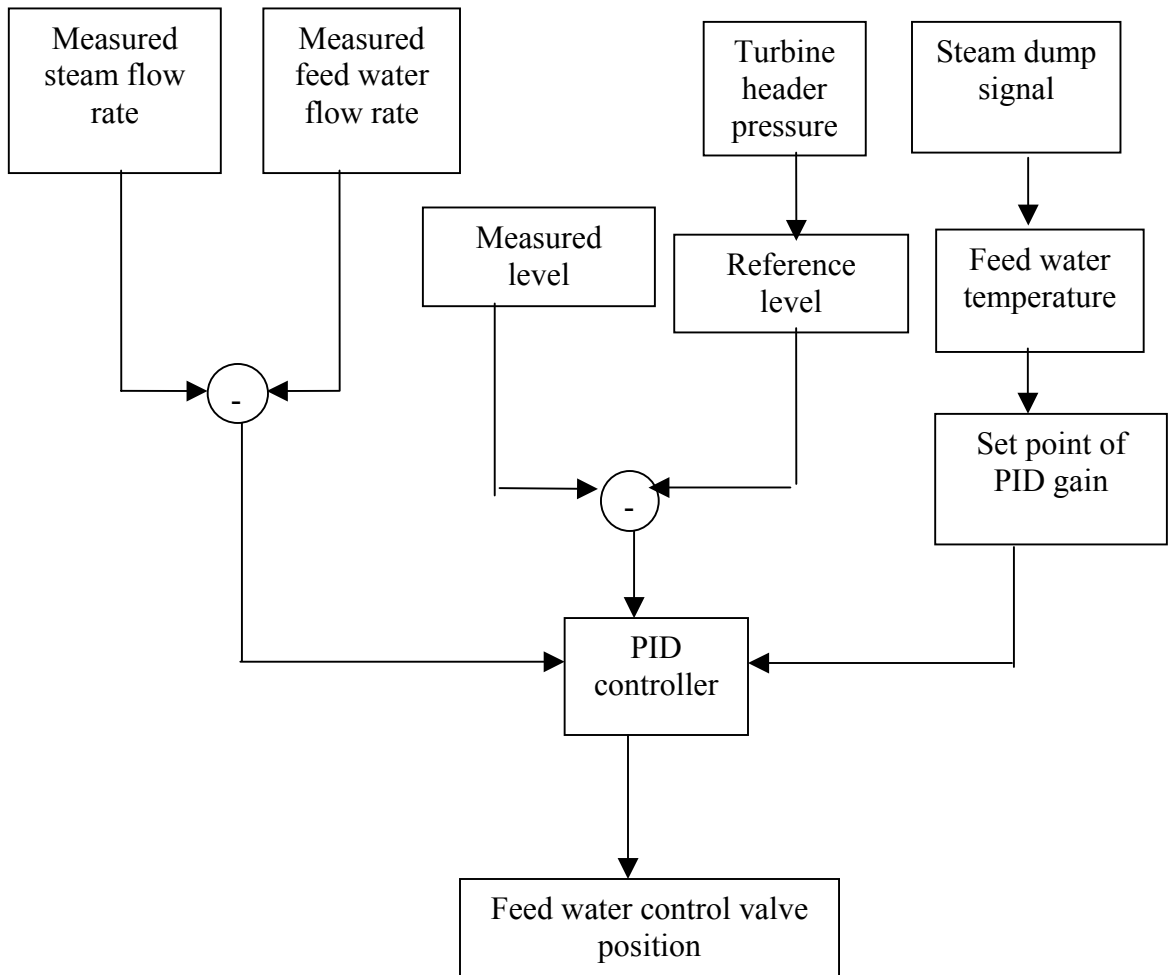 Measured
steam flow
rate
Measured
feed water
flow rate
Turbine
header
pressure
Steam dump
signal
Measured
level
Reference
level
Feed water
temperature
-
Set point of
PID gain
-
PID
controller
Feed water control valve
position